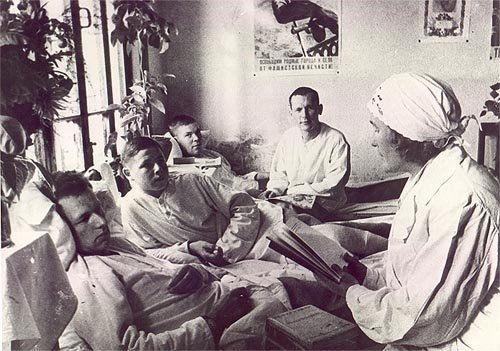 ОСВОБОДИМ РОДНЫЕ ГОРОДА И СЕЛА
ОТ ФАШИСТСКОЙ НЕЧИСТИ!